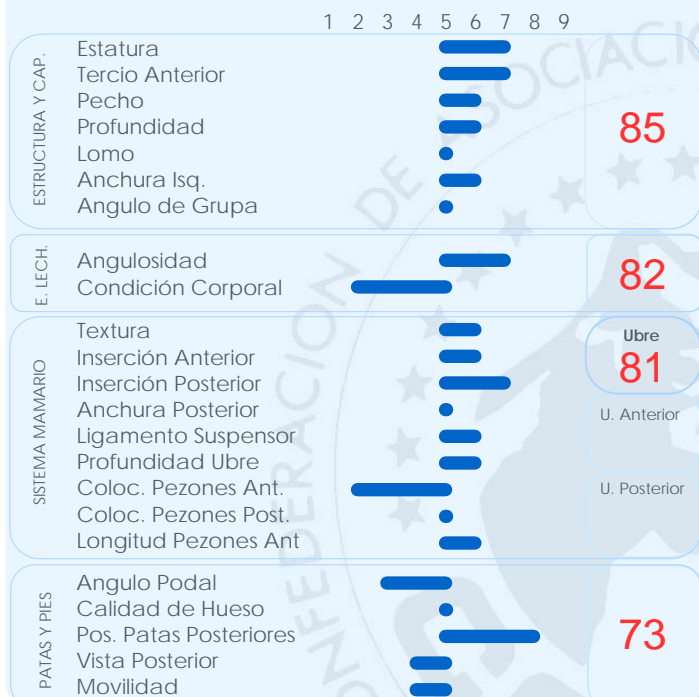 1 2 3 4 5 6 7 8 9
ESTRUCTURA Y CAP.
Estatura
Tercio Anterior
Pecho
Profundidad
Lomo
Anchura Isq.
Angulo de Grupa
85
E. LECH.
Angulosidad
Condición Corporal
82
SISTEMA MAMARIO
Textura
Inserción Anterior
Inserción Posterior
Anchura Posterior
Ligamento Suspensor
Profundidad Ubre
Coloc. Pezones Ant.
Coloc. Pezones Post.
Longitud Pezones Ant
Ubre
81
U. Anterior
U. Posterior
PATAS Y PIES
Angulo Podal
Calidad de Hueso
Pos. Patas Posteriores
Vista Posterior
Movilidad
73